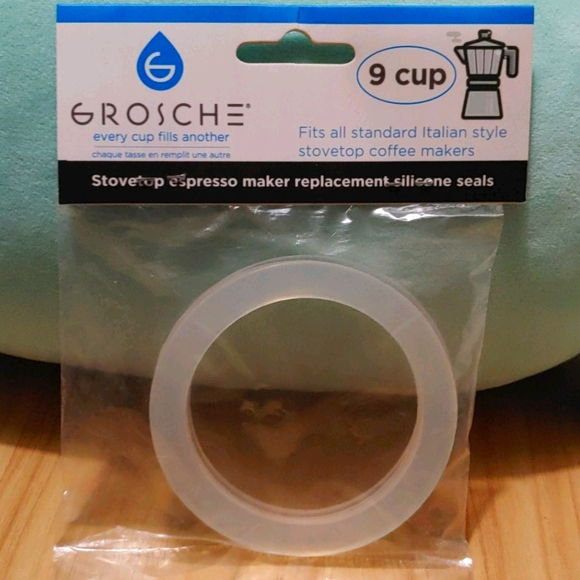 GROSCHE®
every cup fills another
chaque tasse en remplit une autre
9 cup
Fits all standard Italian style
stovetop coffee makers
Stovetop espresso maker replacement silicone seals